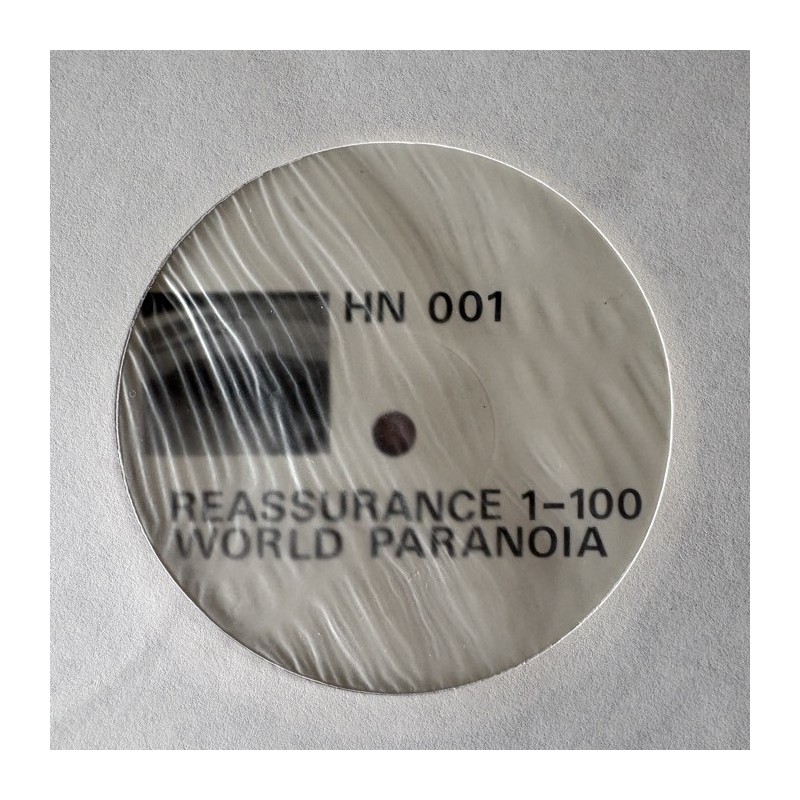 HN 001
REASSURANCE 1-100
WORLD PARANOIA